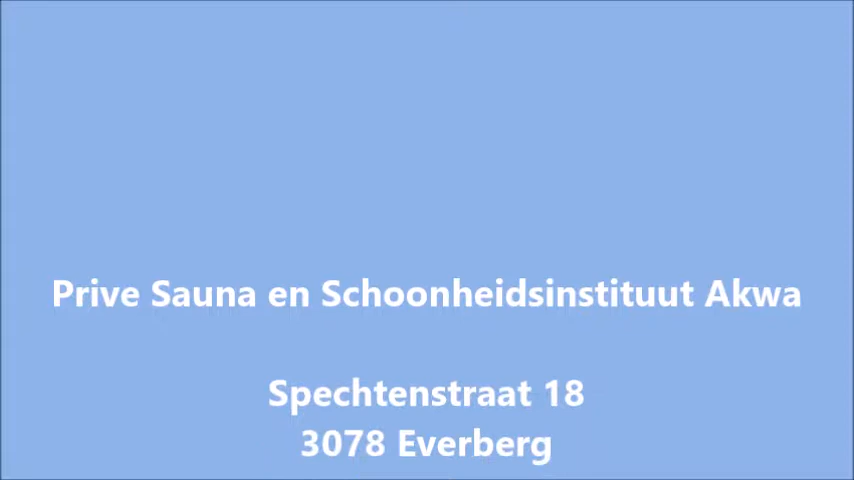 Prive Sauna en Schoonheidsinstituut Akwa
Spechtenstraat 18
3078 Everberg